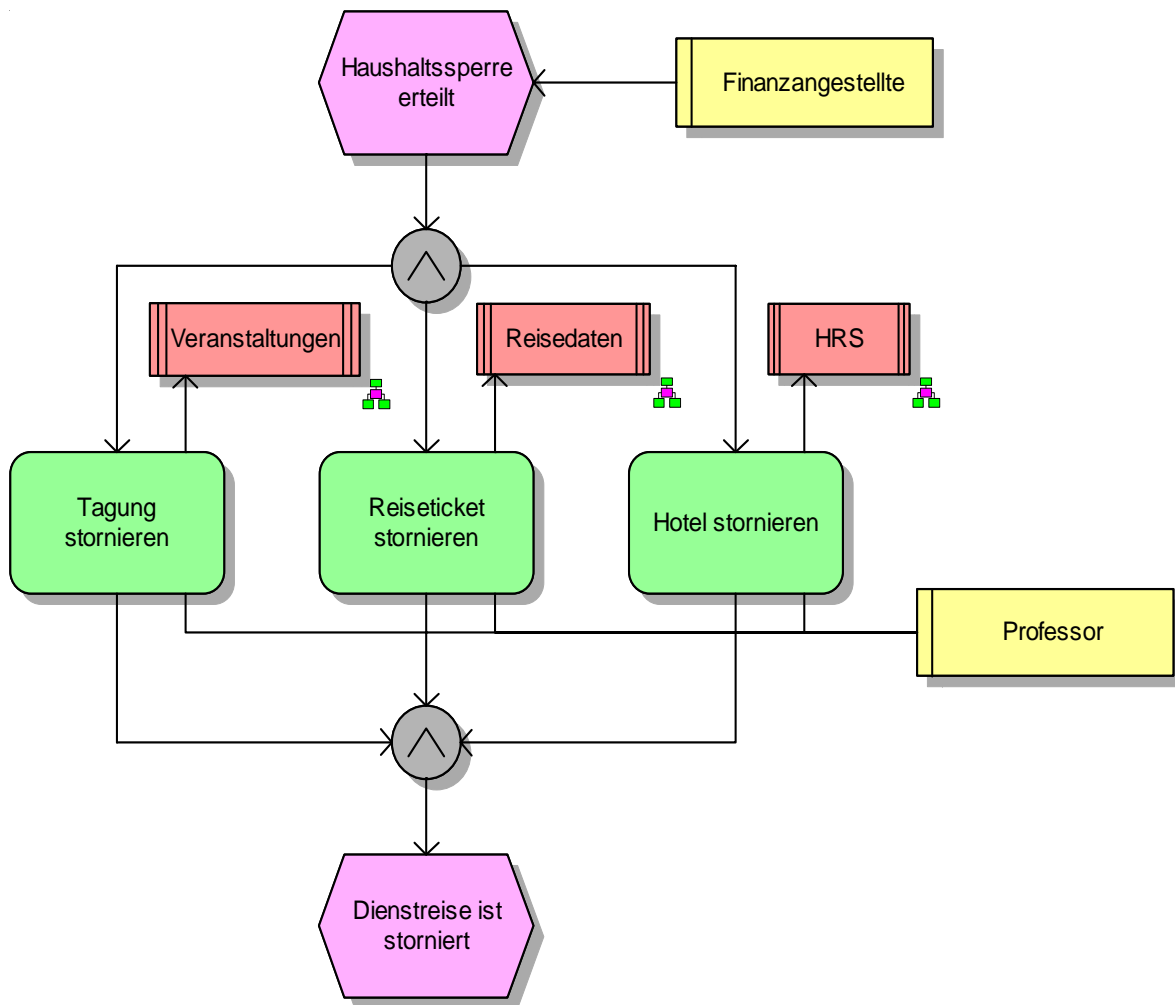 Haushaltssperre
erteilt
Finanzangestellte
Veranstaltungen
Reisedaten
HRS
Tagung
stornieren
Reiseticket
stornieren
Hotel stornieren
Professor
Dienstreise ist
storniert